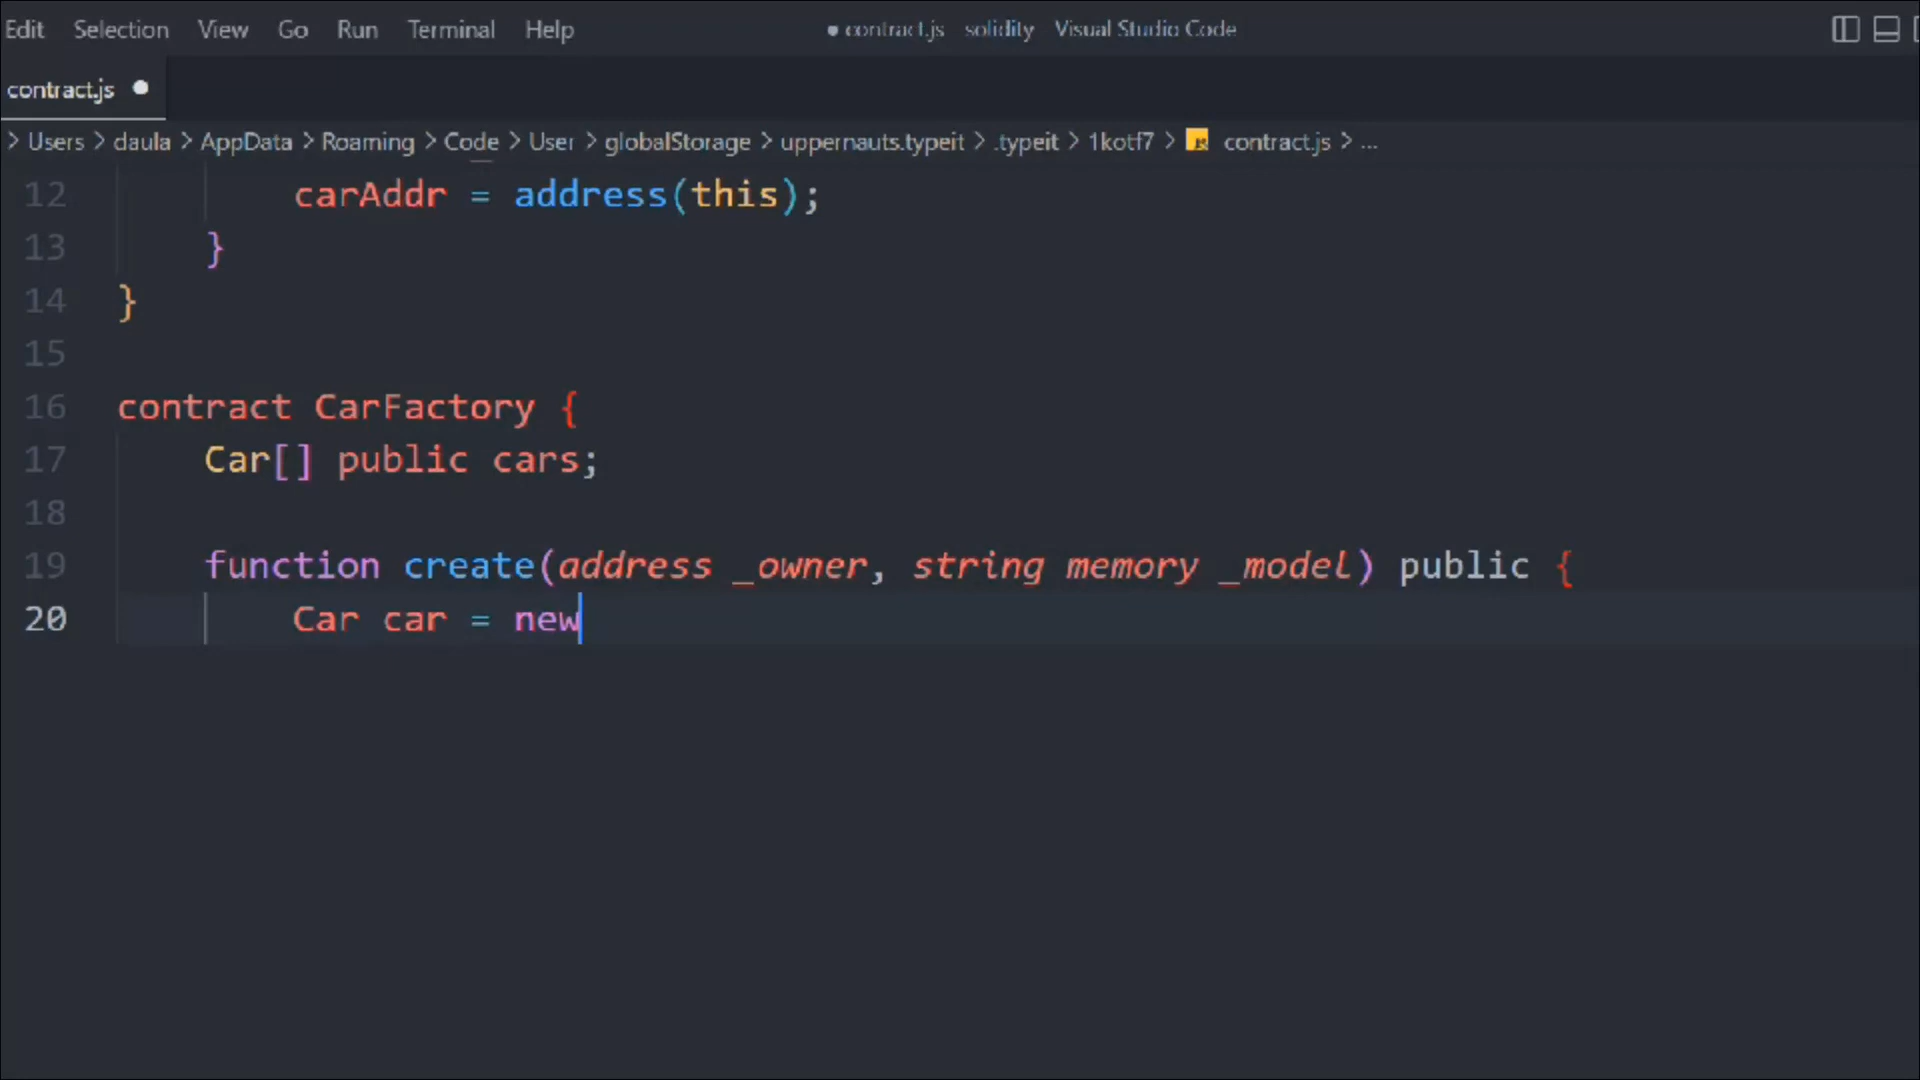 Edit Selection View Go Run Terminal Help ● contract.js solidity Visual Studio Code
contract.js ●
> Users > daula > AppData > Roaming > Code > User > globalStorage > uppernauts.typeit > .typeit > 1kotf7 > contract.js > ...
12 carAddr = address(this);
13 }
14 }
15
16 contract CarFactory {
17 Car[] public cars;
18
19 function create(address _owner, string memory _model) public {
20 Car car = new